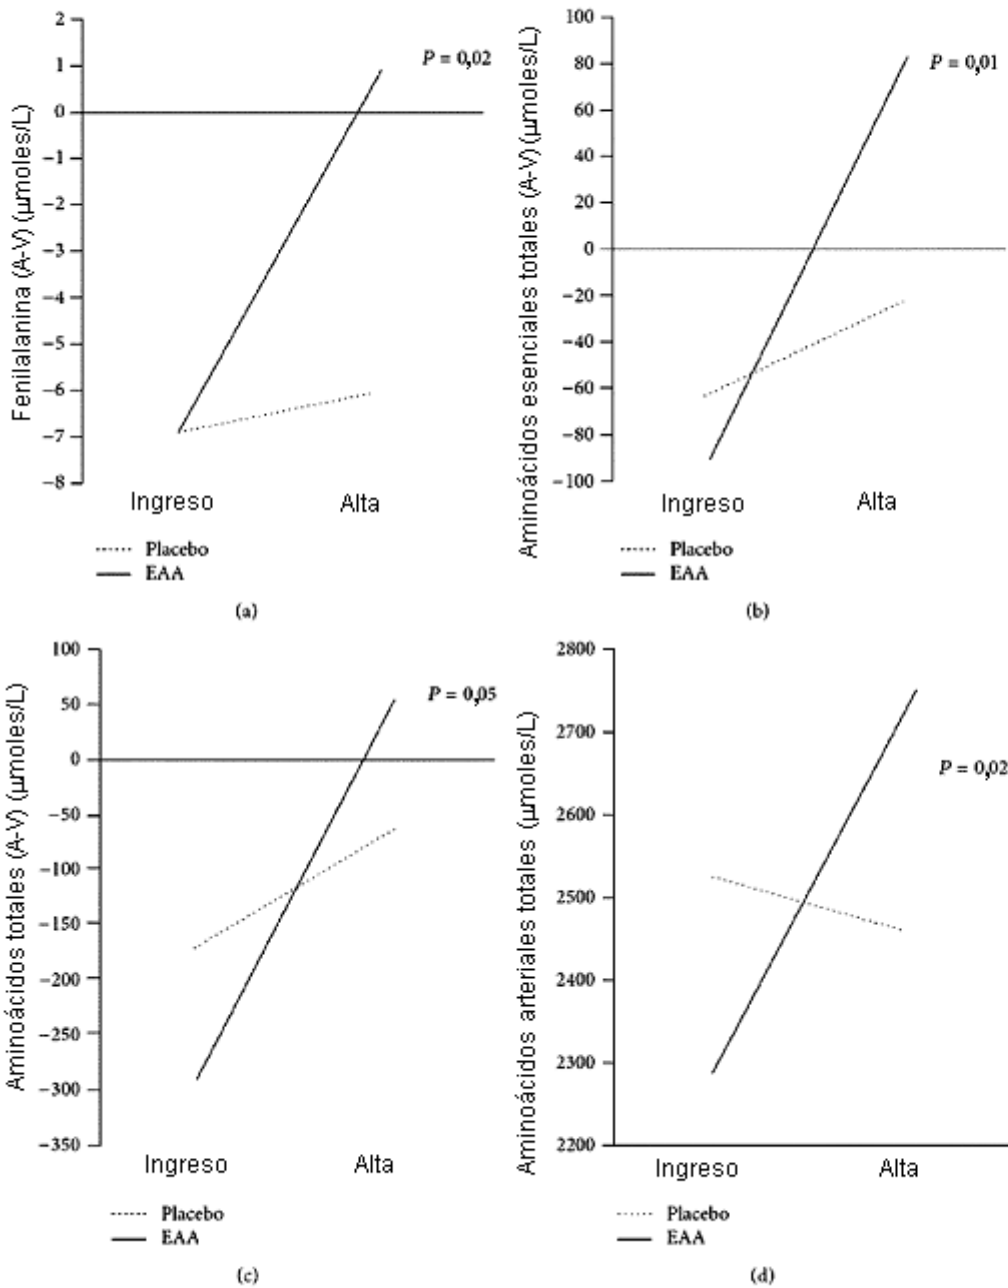 Fenilalanina (A-V) (μmoles/L)
2
1
0
−1
−2
−3
−4
−5
−6
−7
−8
P = 0,02
Ingreso Alta
Placebo
EAA
(a)
Aminoácidos esenciales totales (A-V) (μmoles/L)
100
80
60
40
20
0
−20
−40
−60
−80
−100
P = 0,01
Ingreso Alta
Placebo
EAA
(b)
Aminoácidos totales (A-V) (μmoles/L)
100
50
0
−50
−100
−150
−200
−250
−300
−350
P = 0,05
Ingreso Alta
Placebo
EAA
(c)
Aminoácidos arteriales totales (μmoles/L)
2800
2700
2600
2500
2400
2300
2200
P = 0,02
Ingreso Alta
Placebo
EAA
(d)